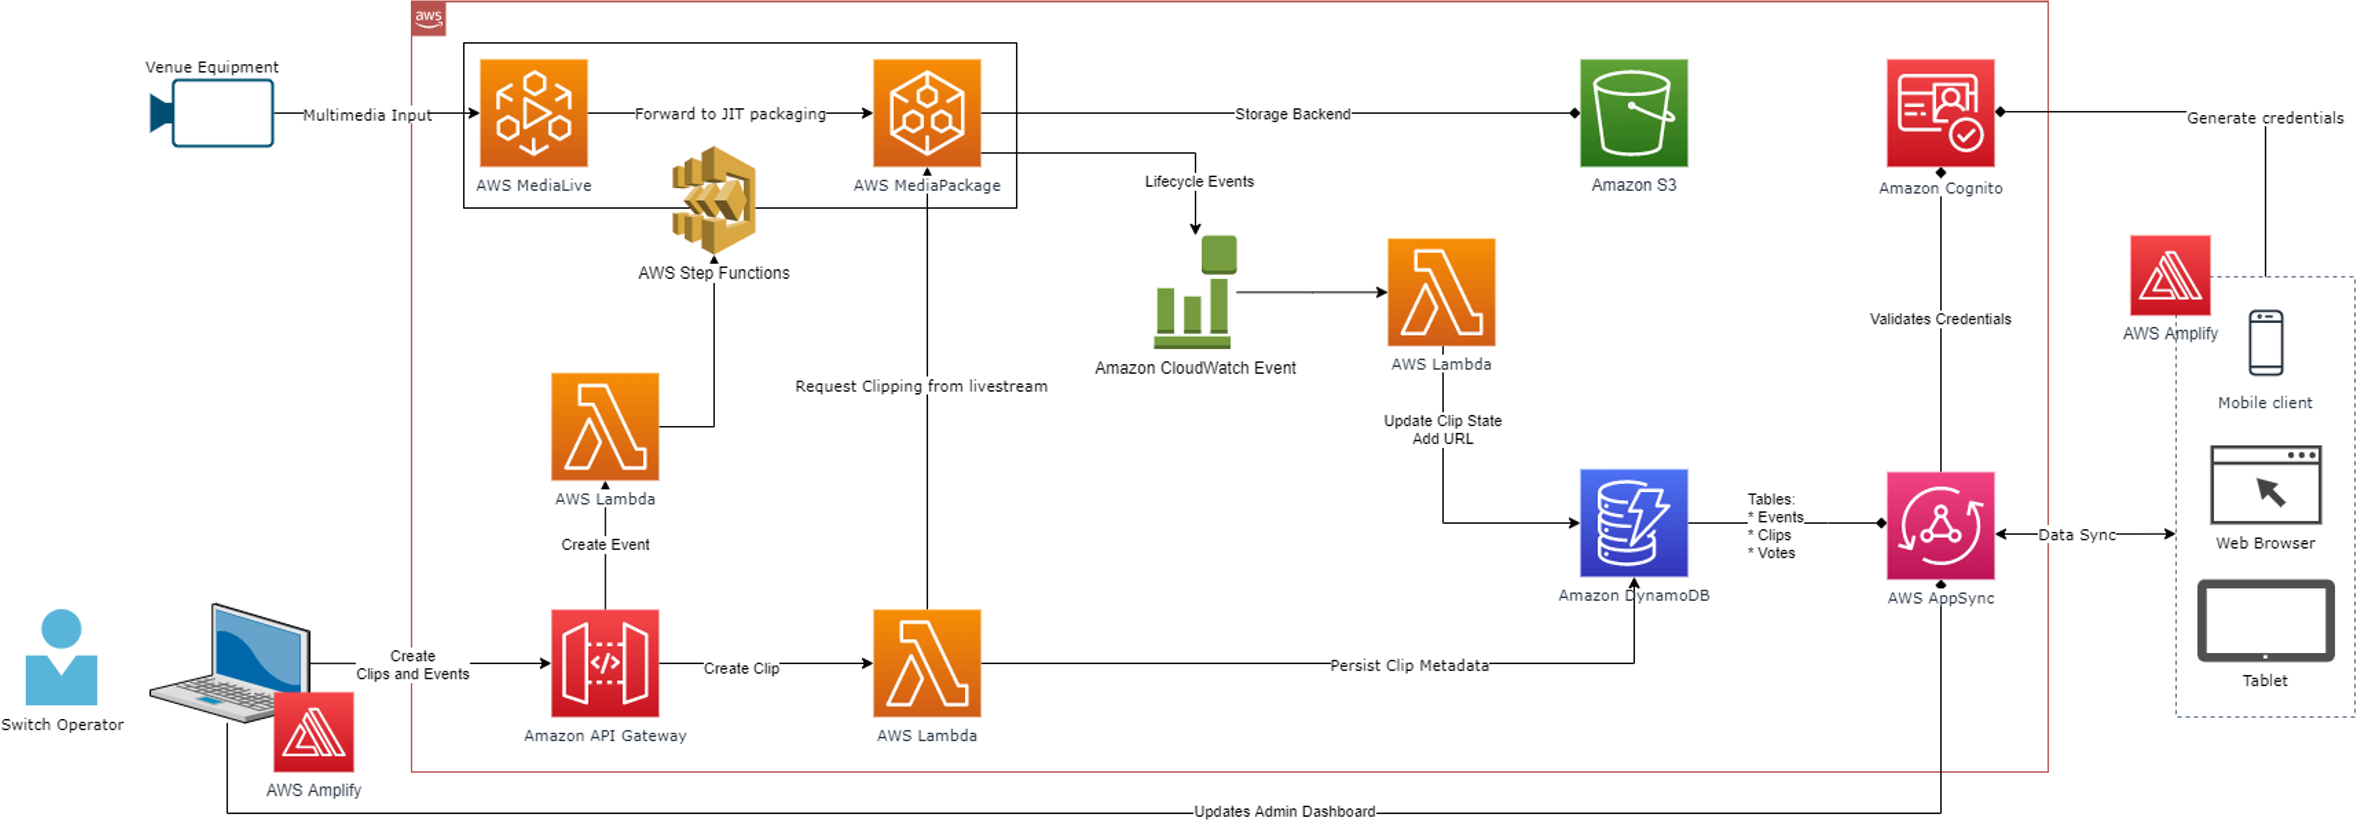 aws
Venue Equipment
Multimedia Input
Forward to JIT packaging
Storage Backend
Generate credentials
AWS MediaLive
AWS MediaPackage
Lifecycle Events
Amazon S3
Amazon Cognito
AWS Step Functions
Validates Credentials
AWS Amplify
Amazon CloudWatch Event
AWS Lambda
Request Clipping from livestream
Mobile client
Update Clip State
Add URL
AWS Lambda
Create Event
Tables:
* Events
* Clips
* Votes
Data Sync
Web Browser
Amazon DynamoDB
AWS AppSync
Create
Clips and Events
Create Clip
Persist Clip Metadata
Tablet
Switch Operator
Amazon API Gateway
AWS Lambda
AWS Amplify
Updates Admin Dashboard